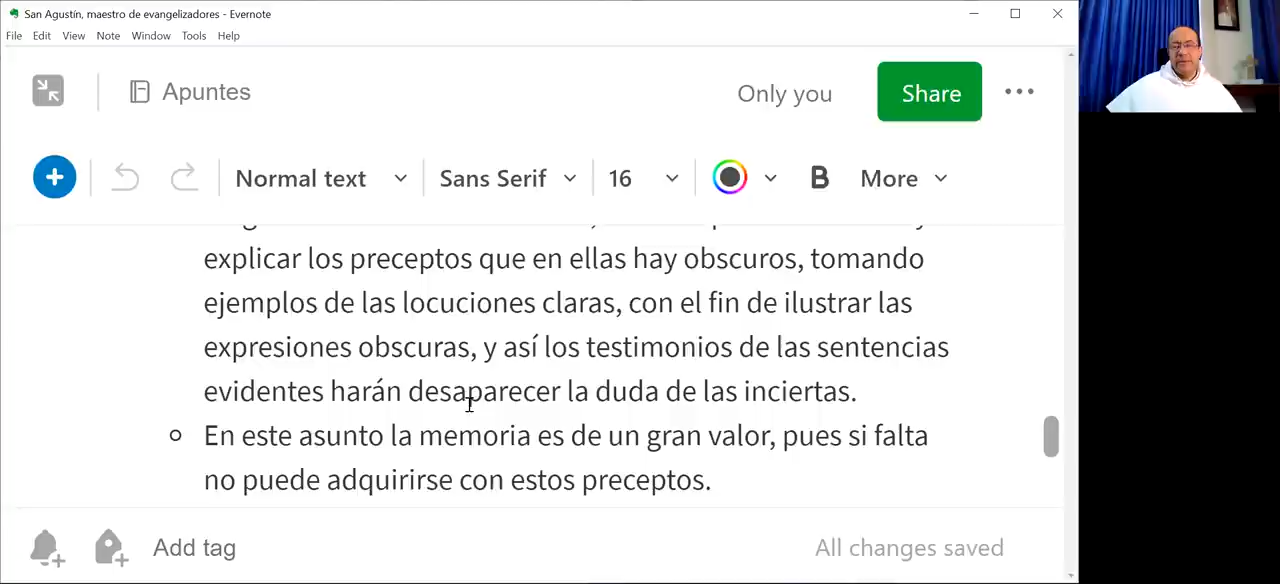 San Agustín, maestro de evangelizadores - Evernote
File Edit View Note Window Tools Help
Apuntes
Only you
Share
Normal text
Sans Serif
16
B
More
explicar los preceptos que en ellas hay obscuros, tomando
ejemplos de las locuciones claras, con el fin de ilustrar las
expresiones obscuras, y así los testimonios de las sentencias
evidentes harán desaparecer la duda de las inciertas.
En este asunto la memoria es de un gran valor, pues si falta
no puede adquirirse con estos preceptos.
Add tag
All changes saved